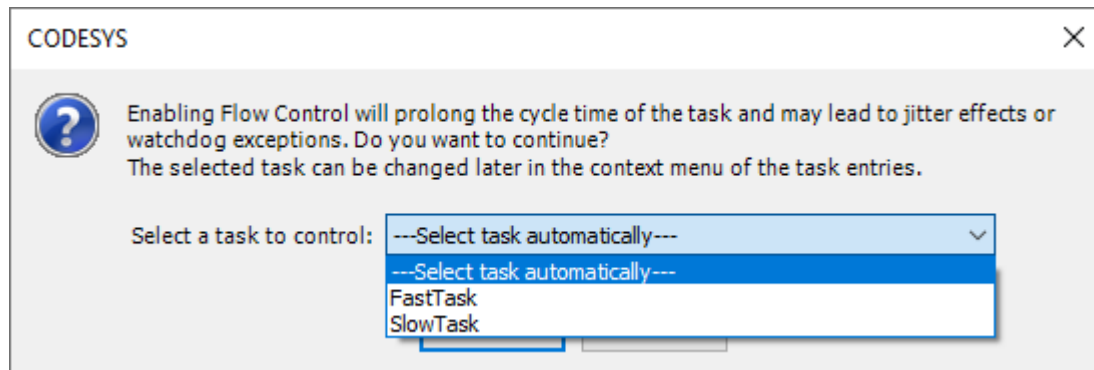 CODESYS
Enabling Flow Control will prolong the cycle time of the task and may lead to jitter effects or
watchdog exceptions. Do you want to continue?
The selected task can be changed later in the context menu of the task entries.
Select a task to control: ---Select task automatically---
---Select task automatically---
FastTask
SlowTask